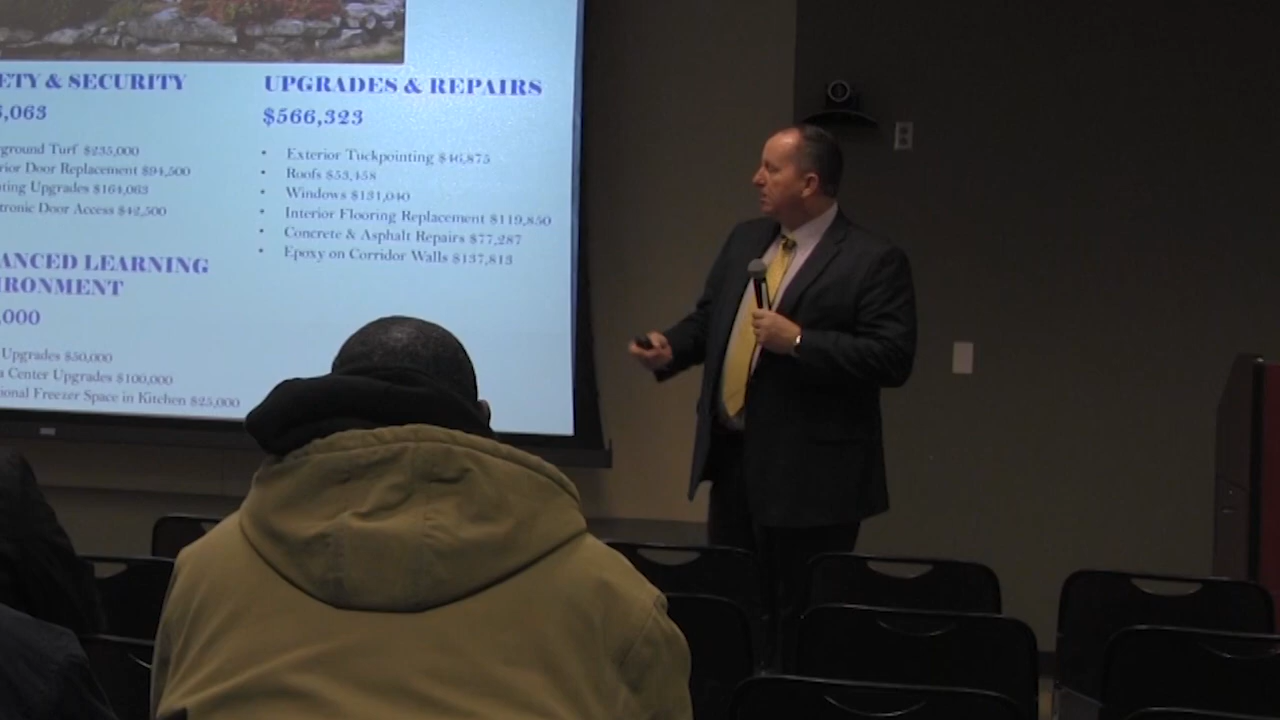 ETY & SECURITY
,063
ground Turf $235,000
rior Door Replacement $94,500
ting Upgrades $164,063
tronic Door Access $42,500
ANCED LEARNING
IRONMENT
,000
Upgrades $50,000
a Center Upgrades $100,000
ional Freezer Space in Kitchen $25,000
UPGRADES & REPAIRS
$566,323
• Exterior Tuckpointing $46,875
• Roofs $53,458
• Windows $131,040
• Interior Flooring Replacement $119,850
• Concrete & Asphalt Repairs $77,287
• Epoxy on Corridor Walls $137,813